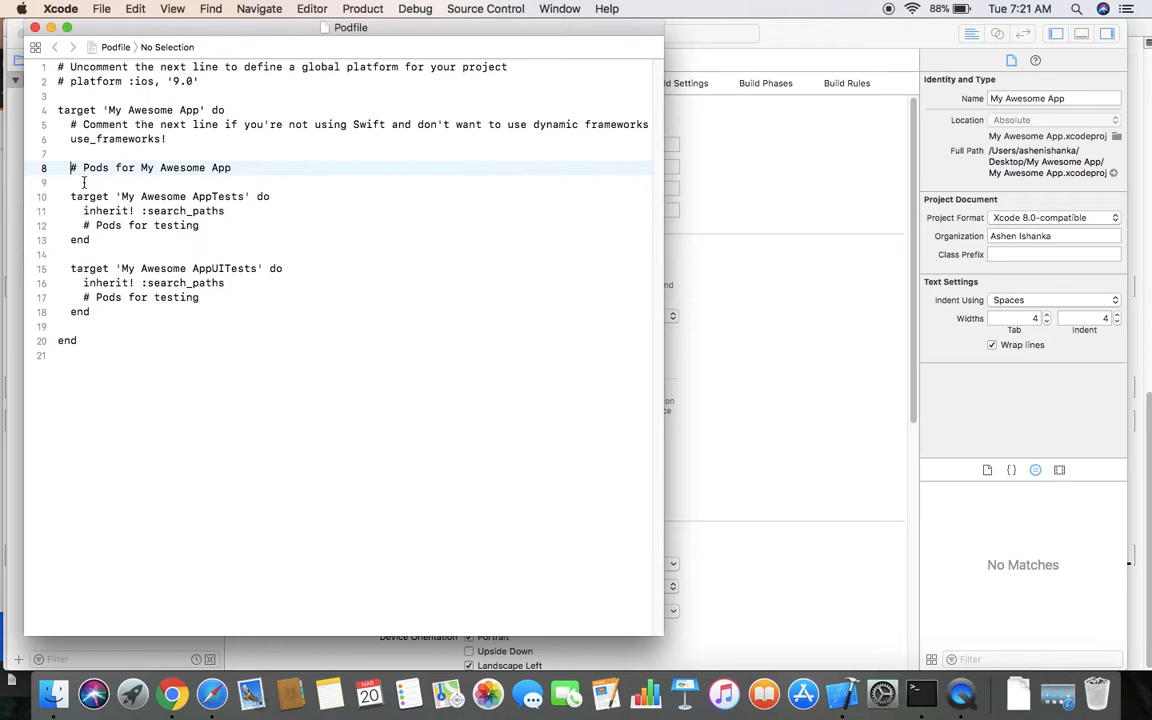 Xcode File Edit View Find Navigate Editor Product Debug Source Control Window Help 88% Tue 7:21 AM
Podfile
Podfile No Selection
1 # Uncomment the next line to define a global platform for your project
2 # platform :ios, '9.0'
3
4 target 'My Awesome App' do
5 # Comment the next line if you're not using Swift and don't want to use dynamic frameworks
6 use_frameworks!
7
8 # Pods for My Awesome App
9
10 target 'My Awesome AppTests' do
11 inherit! :search_paths
12 # Pods for testing
13 end
14
15 target 'My Awesome AppUITests' do
16 inherit! :search_paths
17 # Pods for testing
18 end
19
20 end
21
d Settings Build Phases Build Rules
nd
on
ce
Device Orientation Portrait
Upside Down
Landscape Left
Filter
Identity and Type
Name My Awesome App
Location Absolute
My Awesome App.xcodeproj
Full Path /Users/ashenishanka/
Desktop/My Awesome App/
My Awesome App.xcodeproj
Project Document
Project Format Xcode 8.0-compatible
Organization Ashen Ishanka
Class Prefix
Text Settings
Indent Using Spaces
Widths 4 4
Tab Indent
Wrap lines
{ }
No Matches
Filter
MAR
20